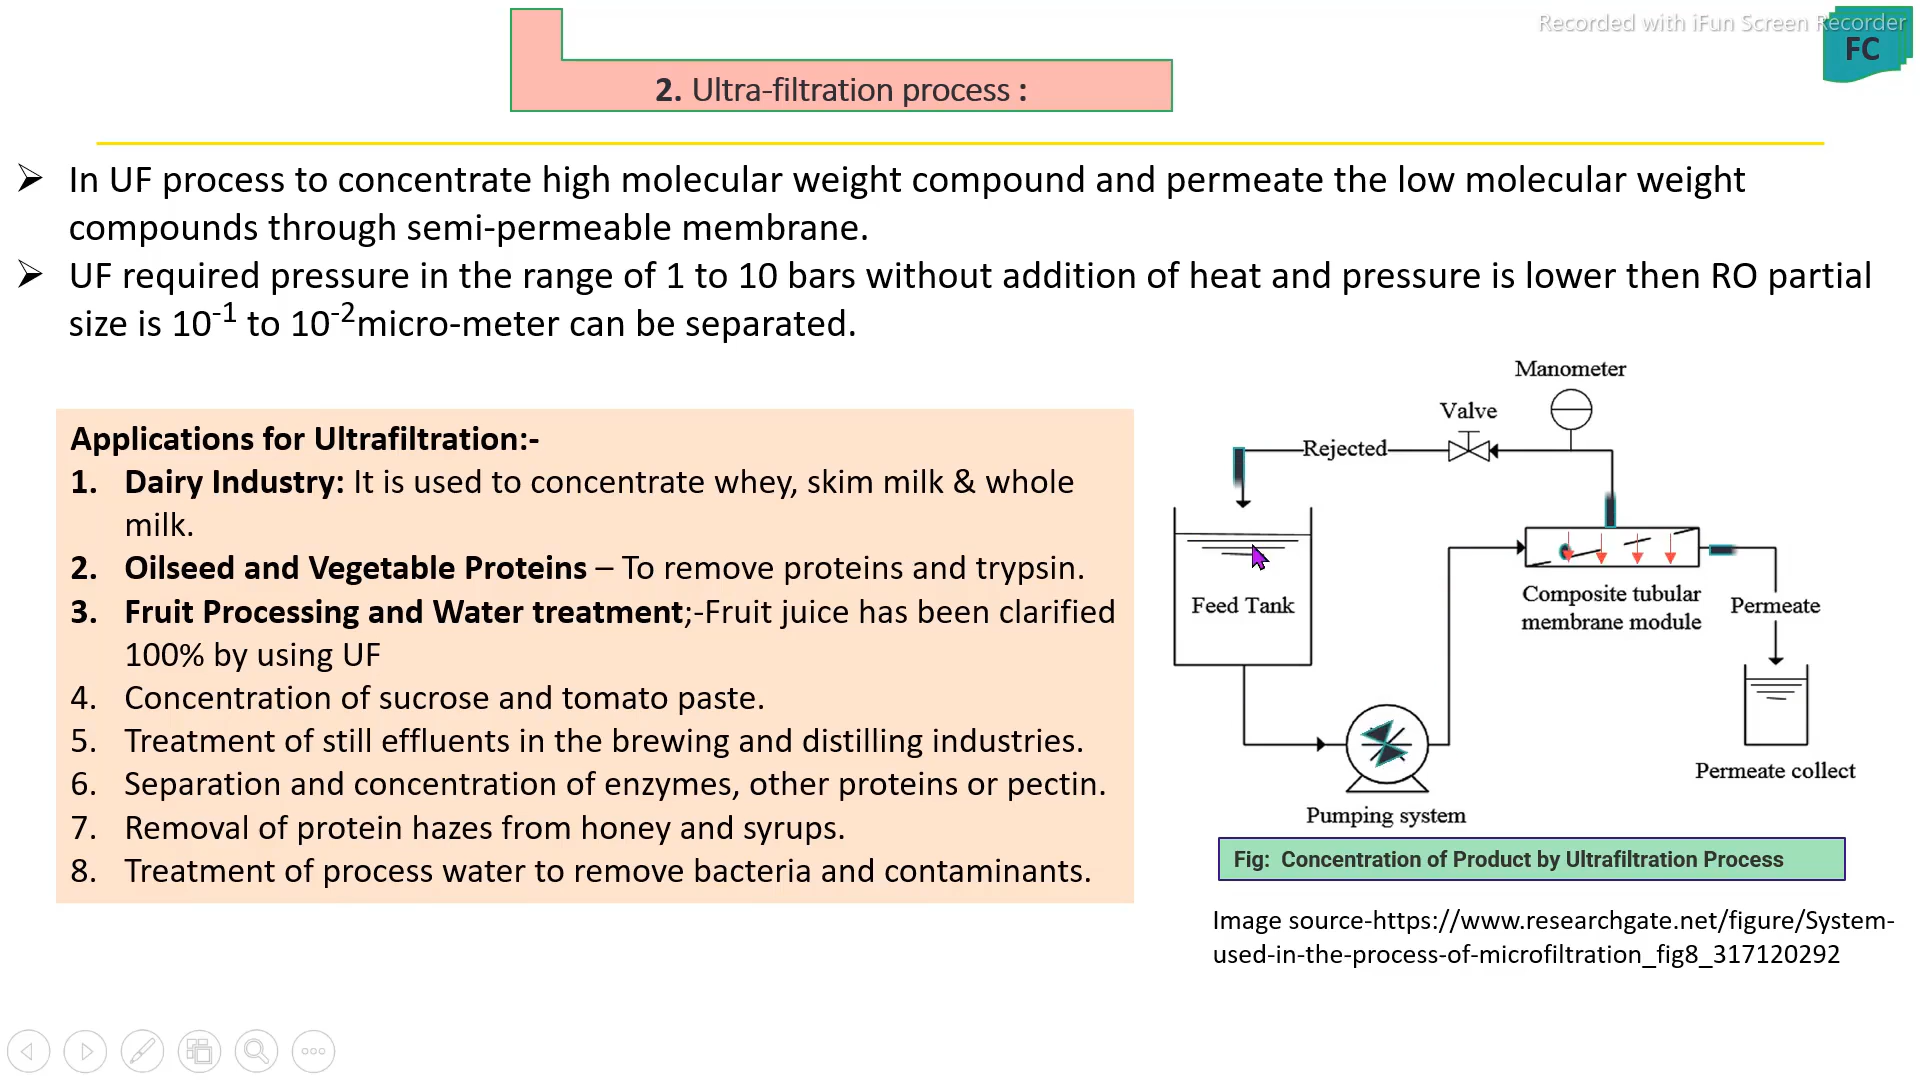 Recorded with iFun Screen Recorder
FC
2. Ultra-filtration process :
➢ In UF process to concentrate high molecular weight compound and permeate the low molecular weight
compounds through semi-permeable membrane.
➢ UF required pressure in the range of 1 to 10 bars without addition of heat and pressure is lower then RO partial
size is 10⁻¹ to 10⁻²micro-meter can be separated.
Applications for Ultrafiltration:-
1. Dairy Industry: It is used to concentrate whey, skim milk & whole
milk.
2. Oilseed and Vegetable Proteins – To remove proteins and trypsin.
3. Fruit Processing and Water treatment;-Fruit juice has been clarified
100% by using UF
4. Concentration of sucrose and tomato paste.
5. Treatment of still effluents in the brewing and distilling industries.
6. Separation and concentration of enzymes, other proteins or pectin.
7. Removal of protein hazes from honey and syrups.
8. Treatment of process water to remove bacteria and contaminants.
Manometer
Valve
Rejected
Feed Tank
Composite tubular
membrane module
Permeate
Permeate collect
Pumping system
Fig: Concentration of Product by Ultrafiltration Process
Image source-https://www.researchgate.net/figure/System-
used-in-the-process-of-microfiltration_fig8_317120292